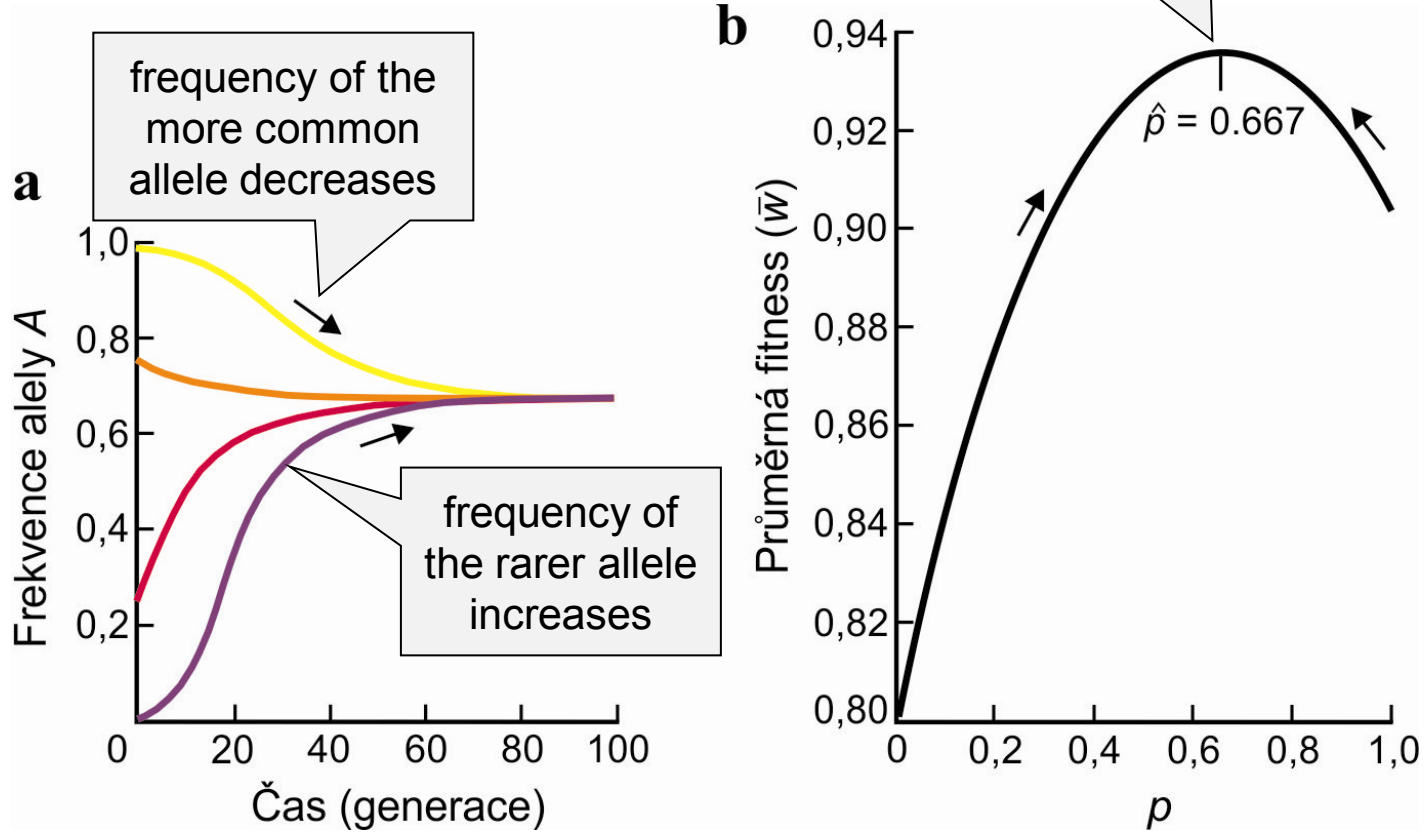 a
frequency of the
more common
allele decreases
Frekvence alely A
1,0
0,8
0,6
0,4
0,2
frequency of
the rarer allele
increases
0 20 40 60 80 100
Čas (generace)
b
Průměrná fitness (w̄)
0,94
0,92
0,90
0,88
0,86
0,84
0,82
0,80
p̂ = 0.667
0 0,2 0,4 0,6 0,8 1,0
p